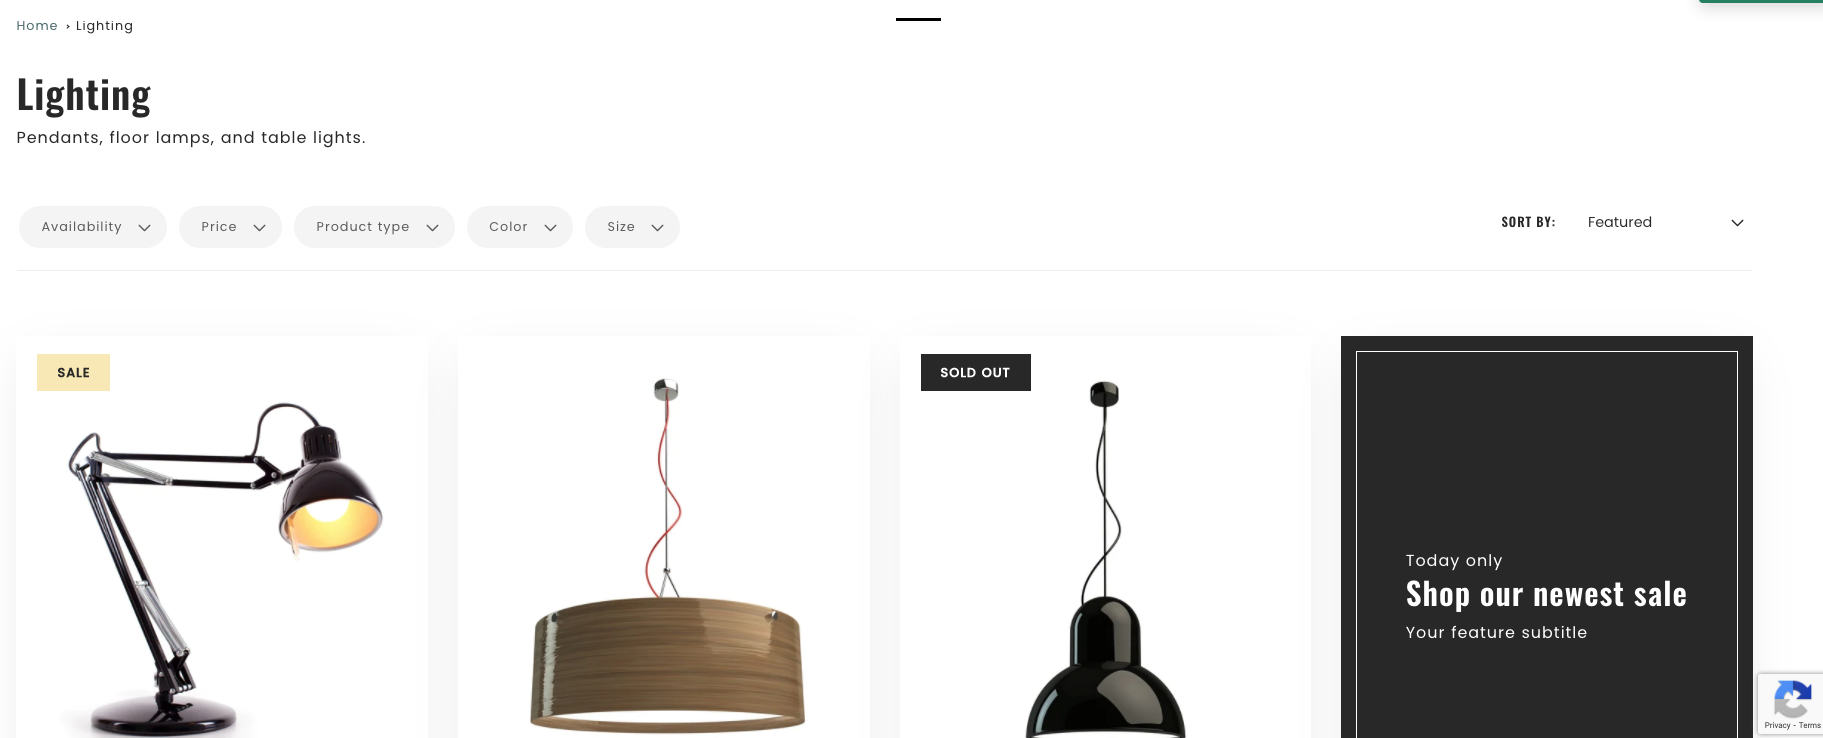 Home › Lighting
Lighting
Pendants, floor lamps, and table lights.
Availability
Price
Product type
Color
Size
SORT BY:
Featured
SALE
SOLD OUT
Today only
Shop our newest sale
Your feature subtitle
Privacy - Terms